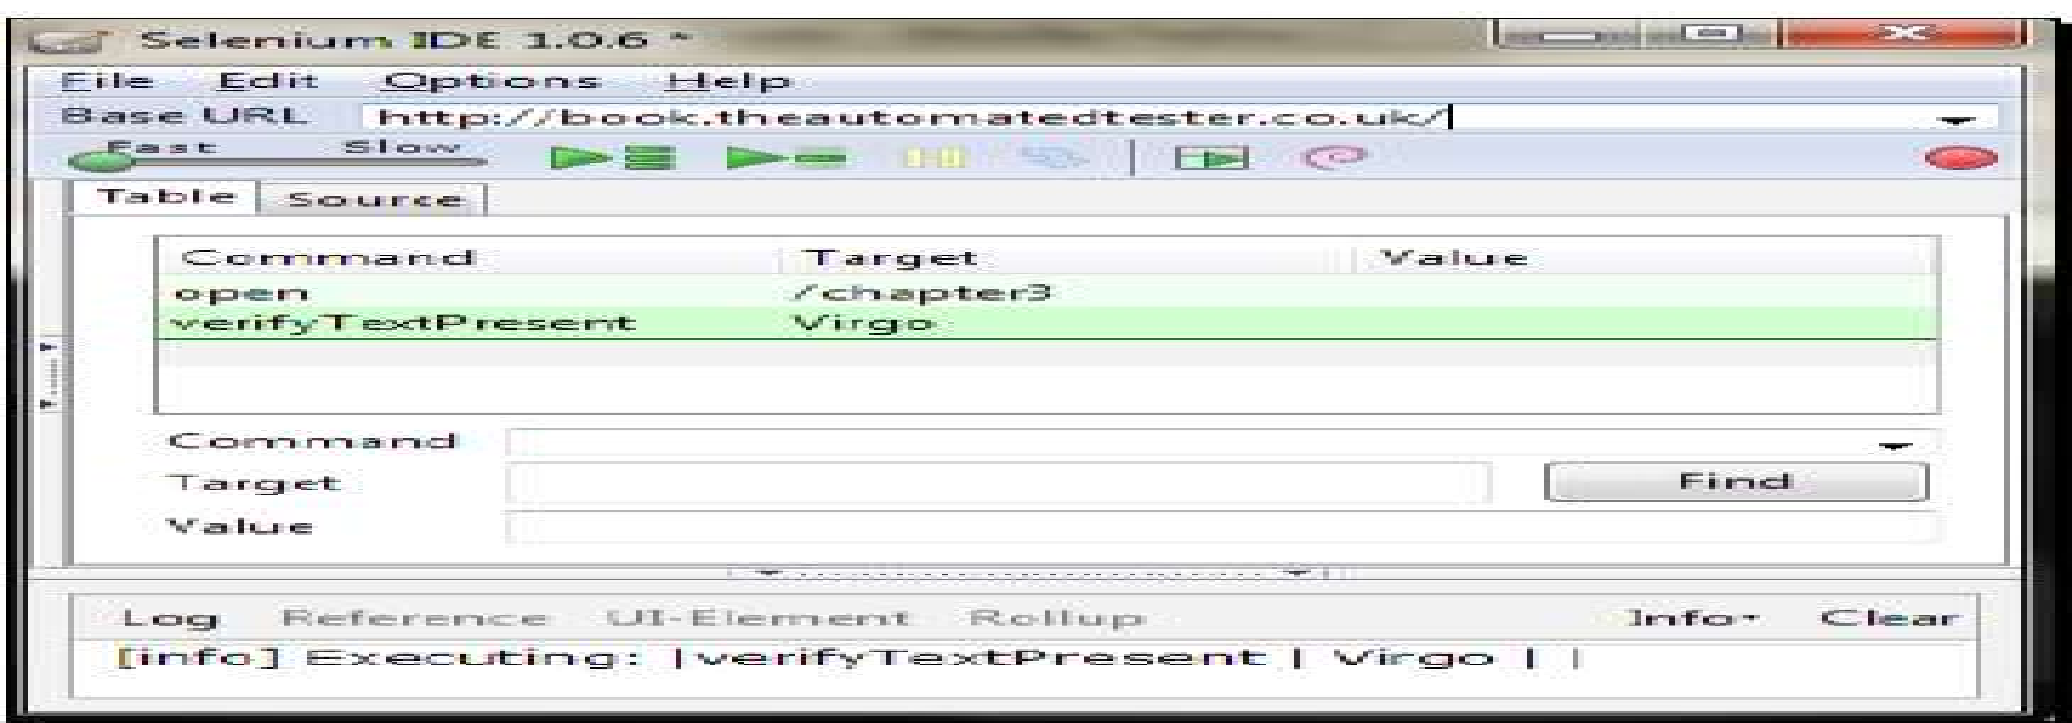 Selenium IDE 1.0.6 *
File Edit Options Help
Base URL http://book.theautomatedtester.co.uk/
Fast Slow
Table Source
Command Target Value
open /chapter3
verifyTextPresent Virgo
Command
Target Find
Value
Log Reference UI-Element Rollup Info Clear
[info] Executing: |verifyTextPresent | Virgo | |